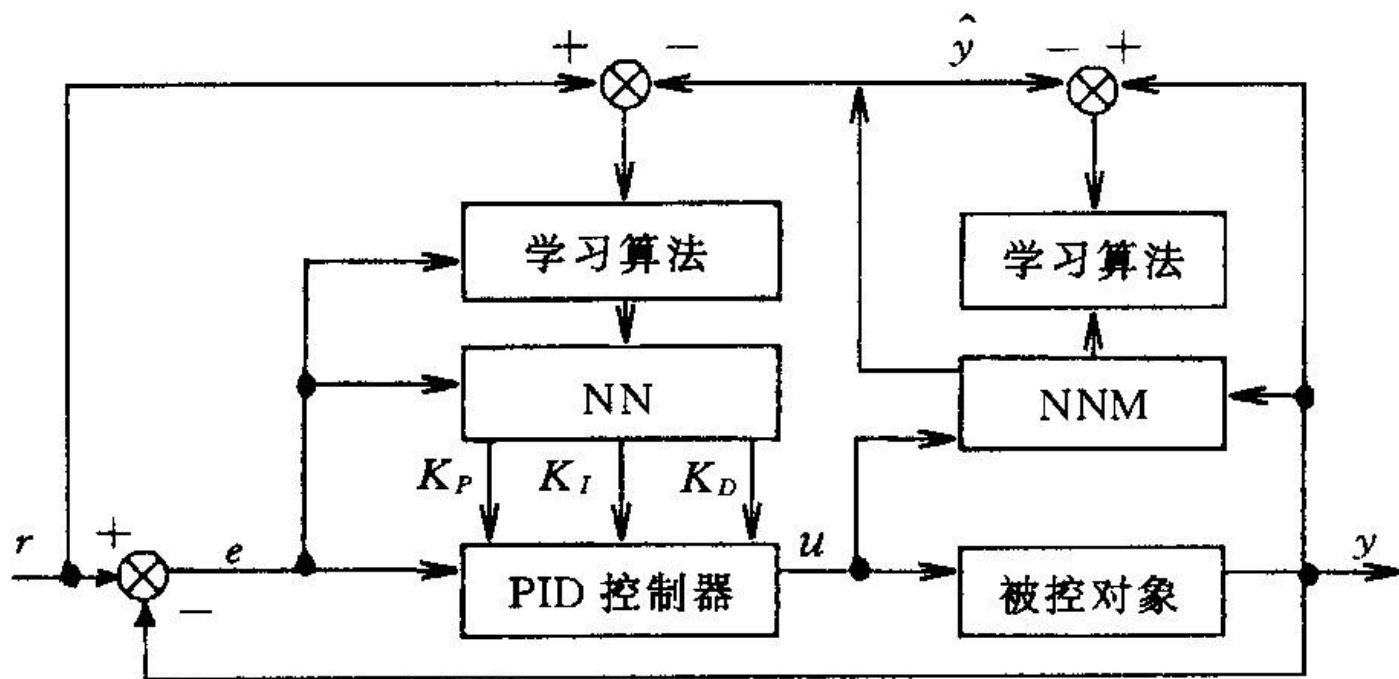 + − ŷ − +
学习算法 学习算法
NN NNM
K_P K_I K_D
r + e u y
−
PID 控制器 被控对象